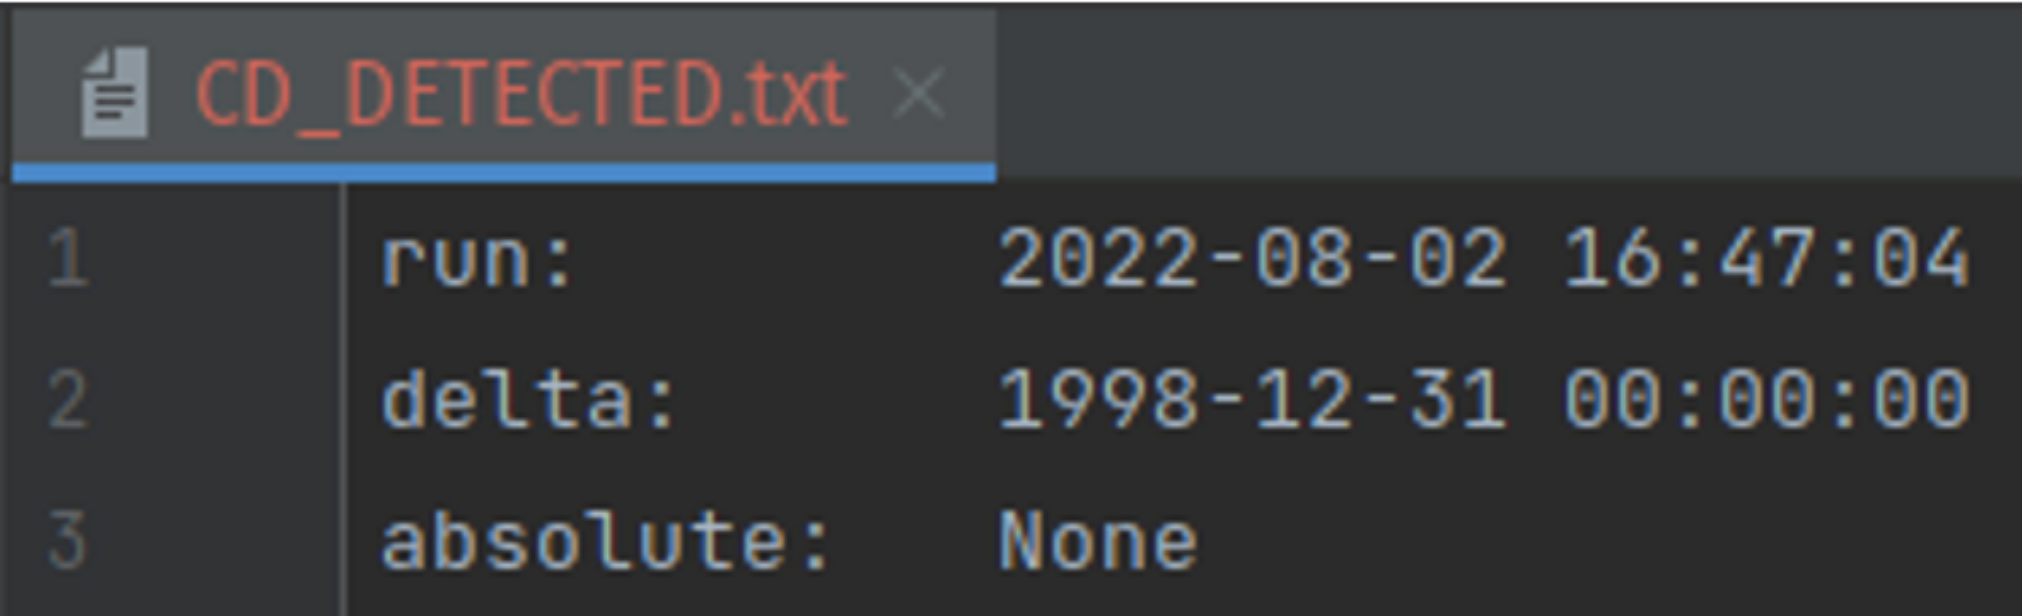 CD_DETECTED.txt
1 run: 2022-08-02 16:47:04
2 delta: 1998-12-31 00:00:00
3 absolute: None